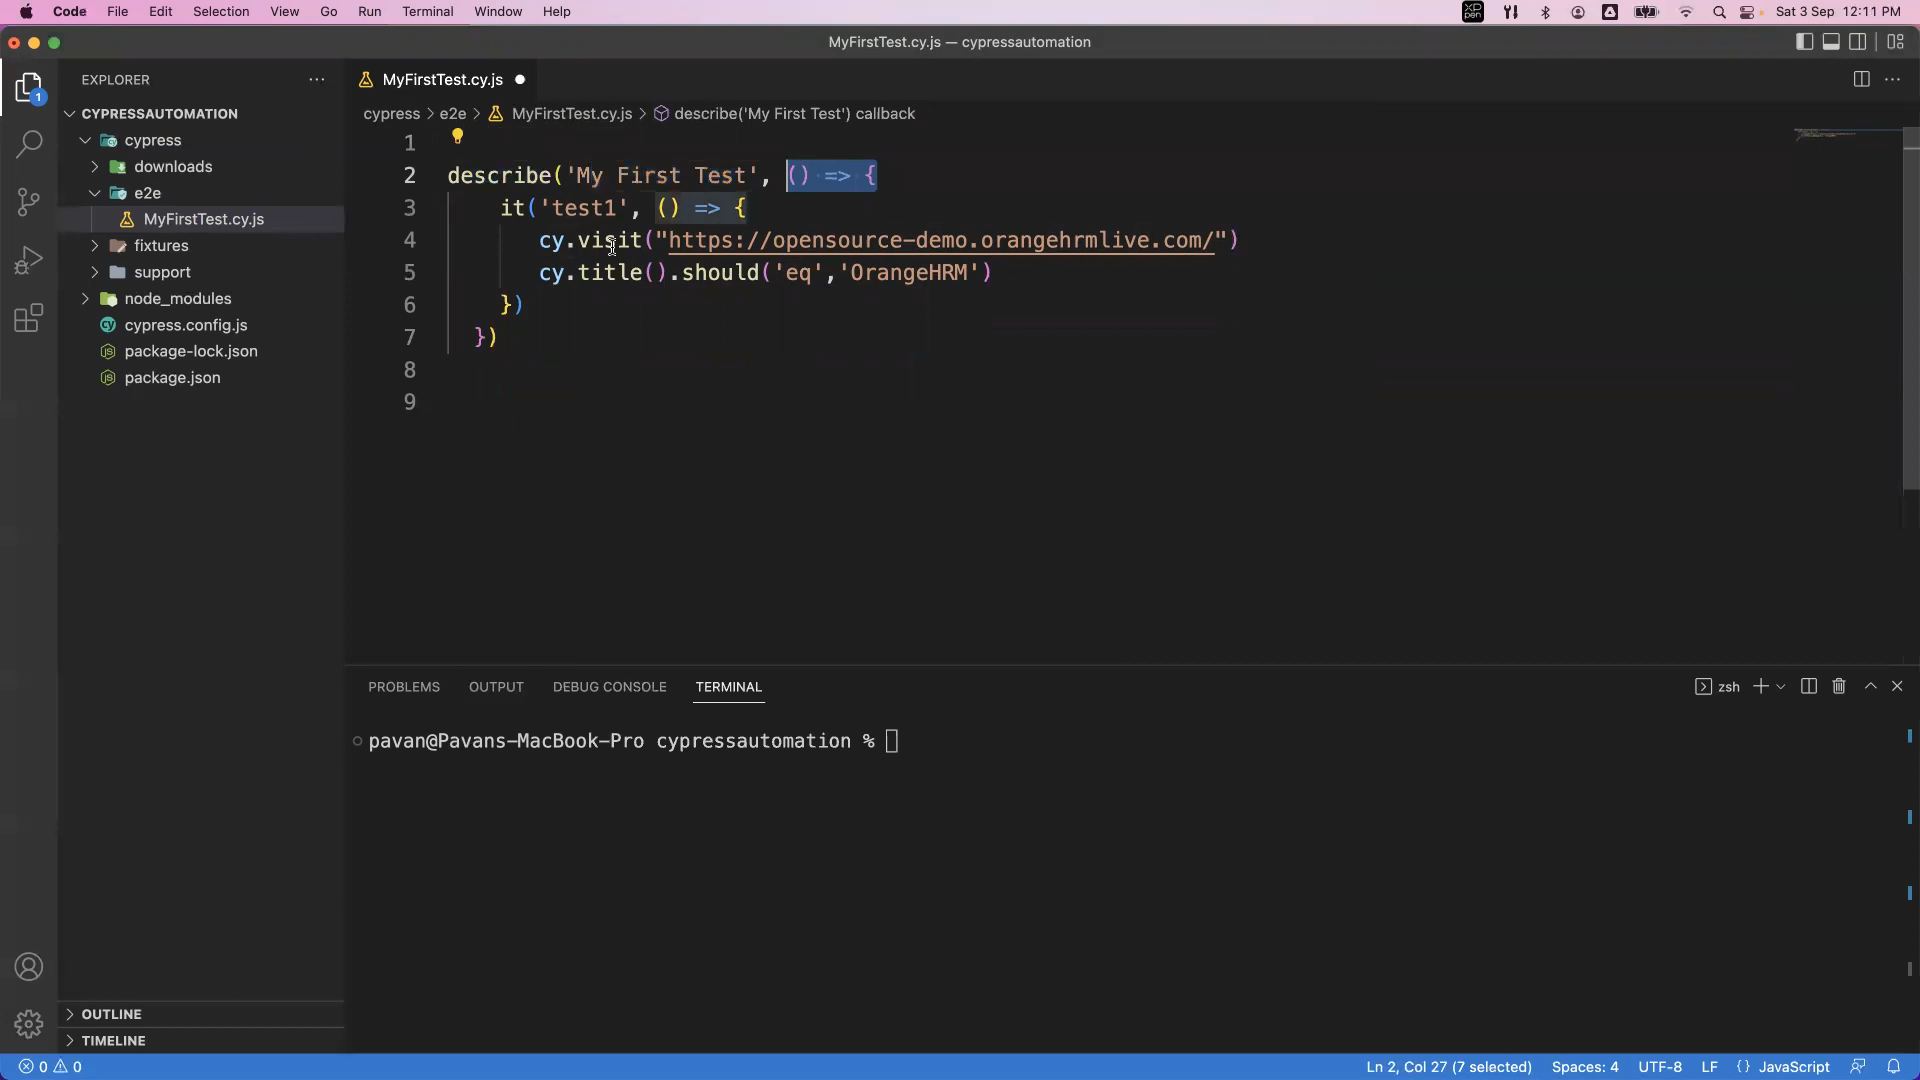 Code File Edit Selection View Go Run Terminal Window Help XP pen Sat 3 Sep 12:11 PM
MyFirstTest.cy.js — cypressautomation
EXPLORER
MyFirstTest.cy.js
CYPRESSAUTOMATION
cypress > e2e > MyFirstTest.cy.js > describe('My First Test') callback
cypress
downloads
e2e
MyFirstTest.cy.js
fixtures
support
node_modules
cypress.config.js
package-lock.json
package.json
1
2 describe('My First Test', () => {
3 it('test1', () => {
4 cy.visit("https://opensource-demo.orangehrmlive.com/")
5 cy.title().should('eq','OrangeHRM')
6 })
7 })
8
9
1
PROBLEMS OUTPUT DEBUG CONSOLE TERMINAL zsh
pavan@Pavans-MacBook-Pro cypressautomation %
OUTLINE
TIMELINE
0 0 Ln 2, Col 27 (7 selected) Spaces: 4 UTF-8 LF {} JavaScript